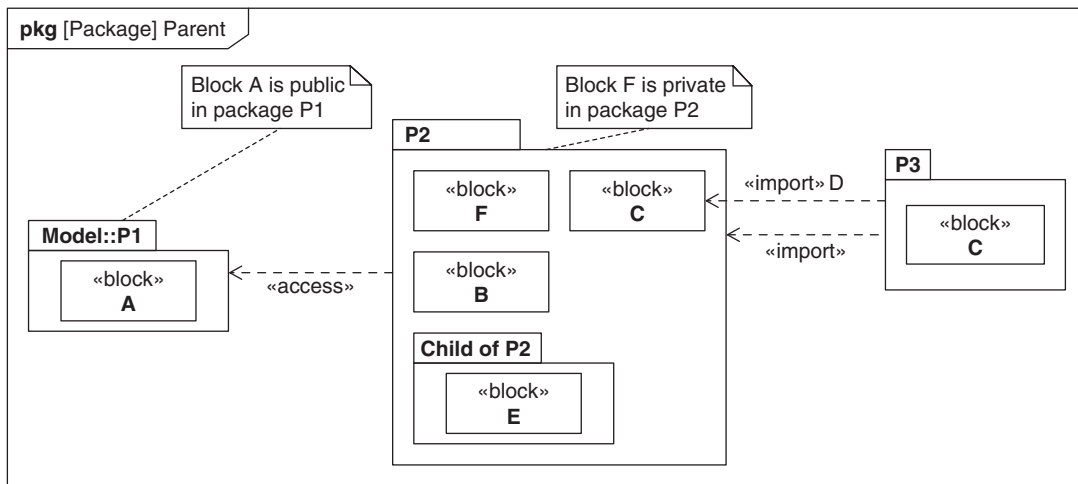 pkg [Package] Parent
Block A is public
in package P1
Block F is private
in package P2
P2
«block»
F
«block»
C
«import» D
P3
«block»
C
«import»
Model::P1
«block»
A
«access»
«block»
B
Child of P2
«block»
E